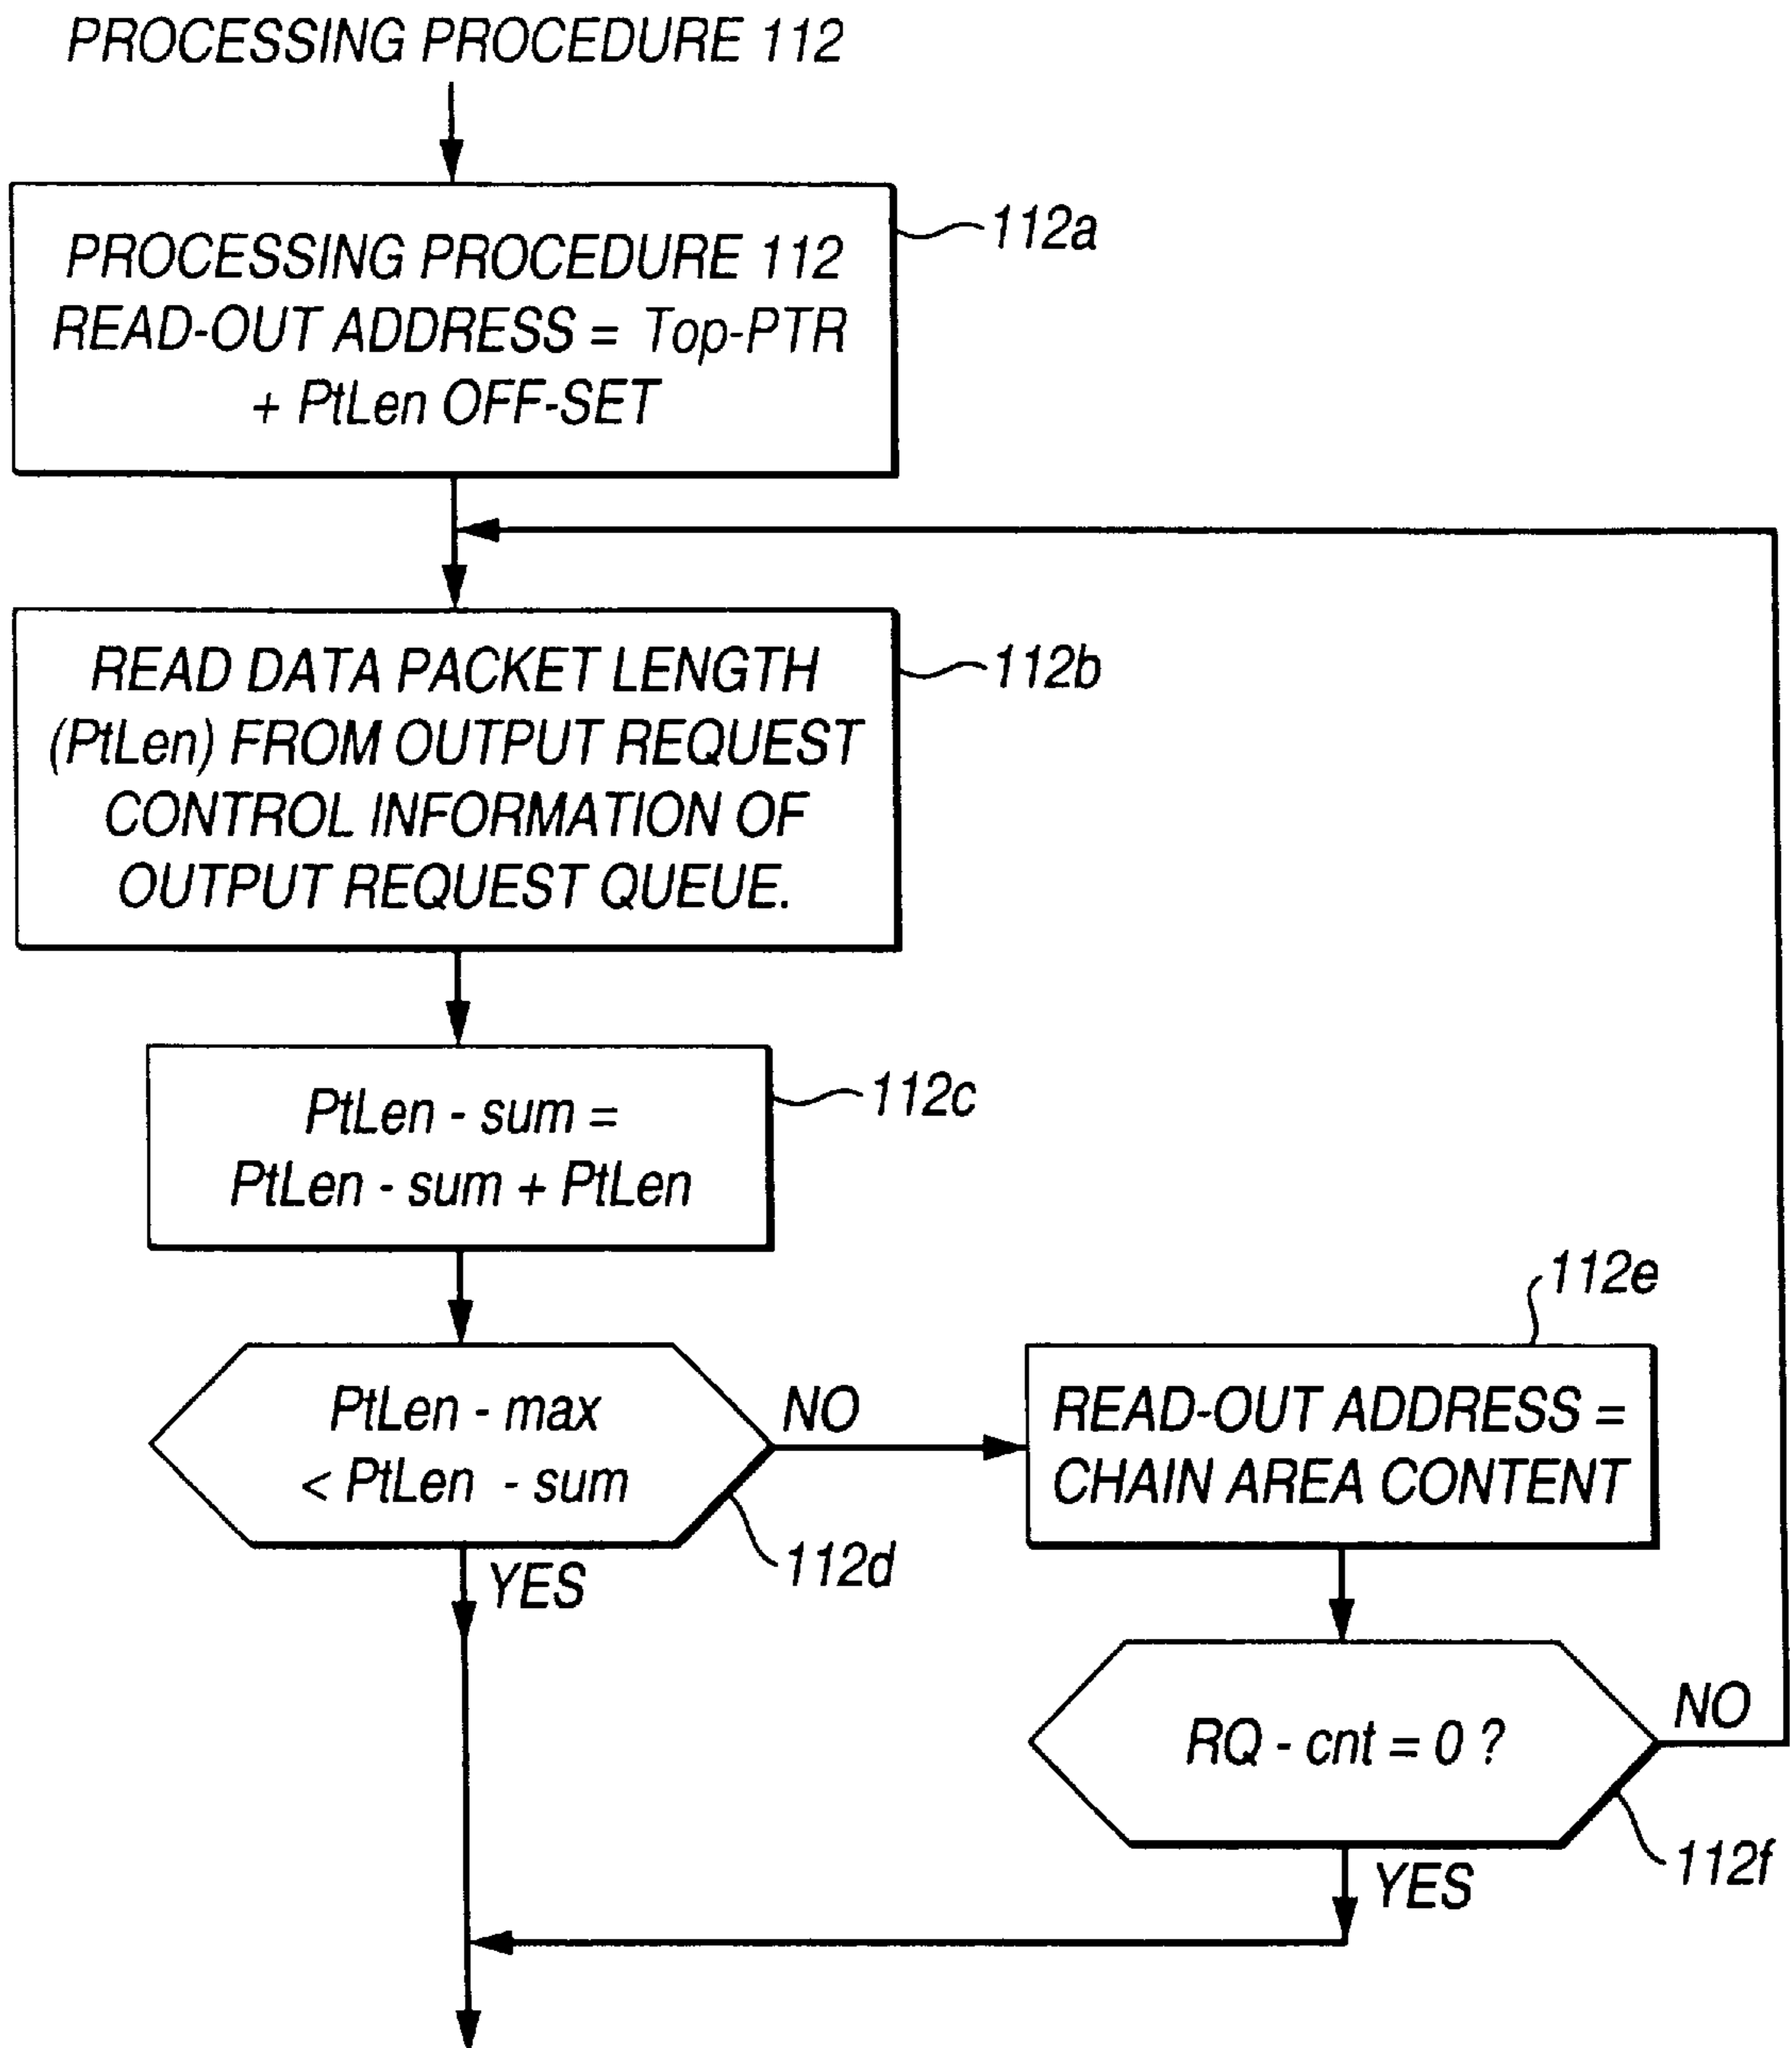 PROCESSING PROCEDURE 112
PROCESSING PROCEDURE 112
READ-OUT ADDRESS = Top-PTR
+ PtLen OFF-SET
112a
READ DATA PACKET LENGTH
(PtLen) FROM OUTPUT REQUEST
CONTROL INFORMATION OF
OUTPUT REQUEST QUEUE.
112b
PtLen - sum =
PtLen - sum + PtLen
112c
PtLen - max
< PtLen - sum
NO
YES
112d
112e
READ-OUT ADDRESS =
CHAIN AREA CONTENT
RQ - cnt = 0 ?
NO
YES
112f